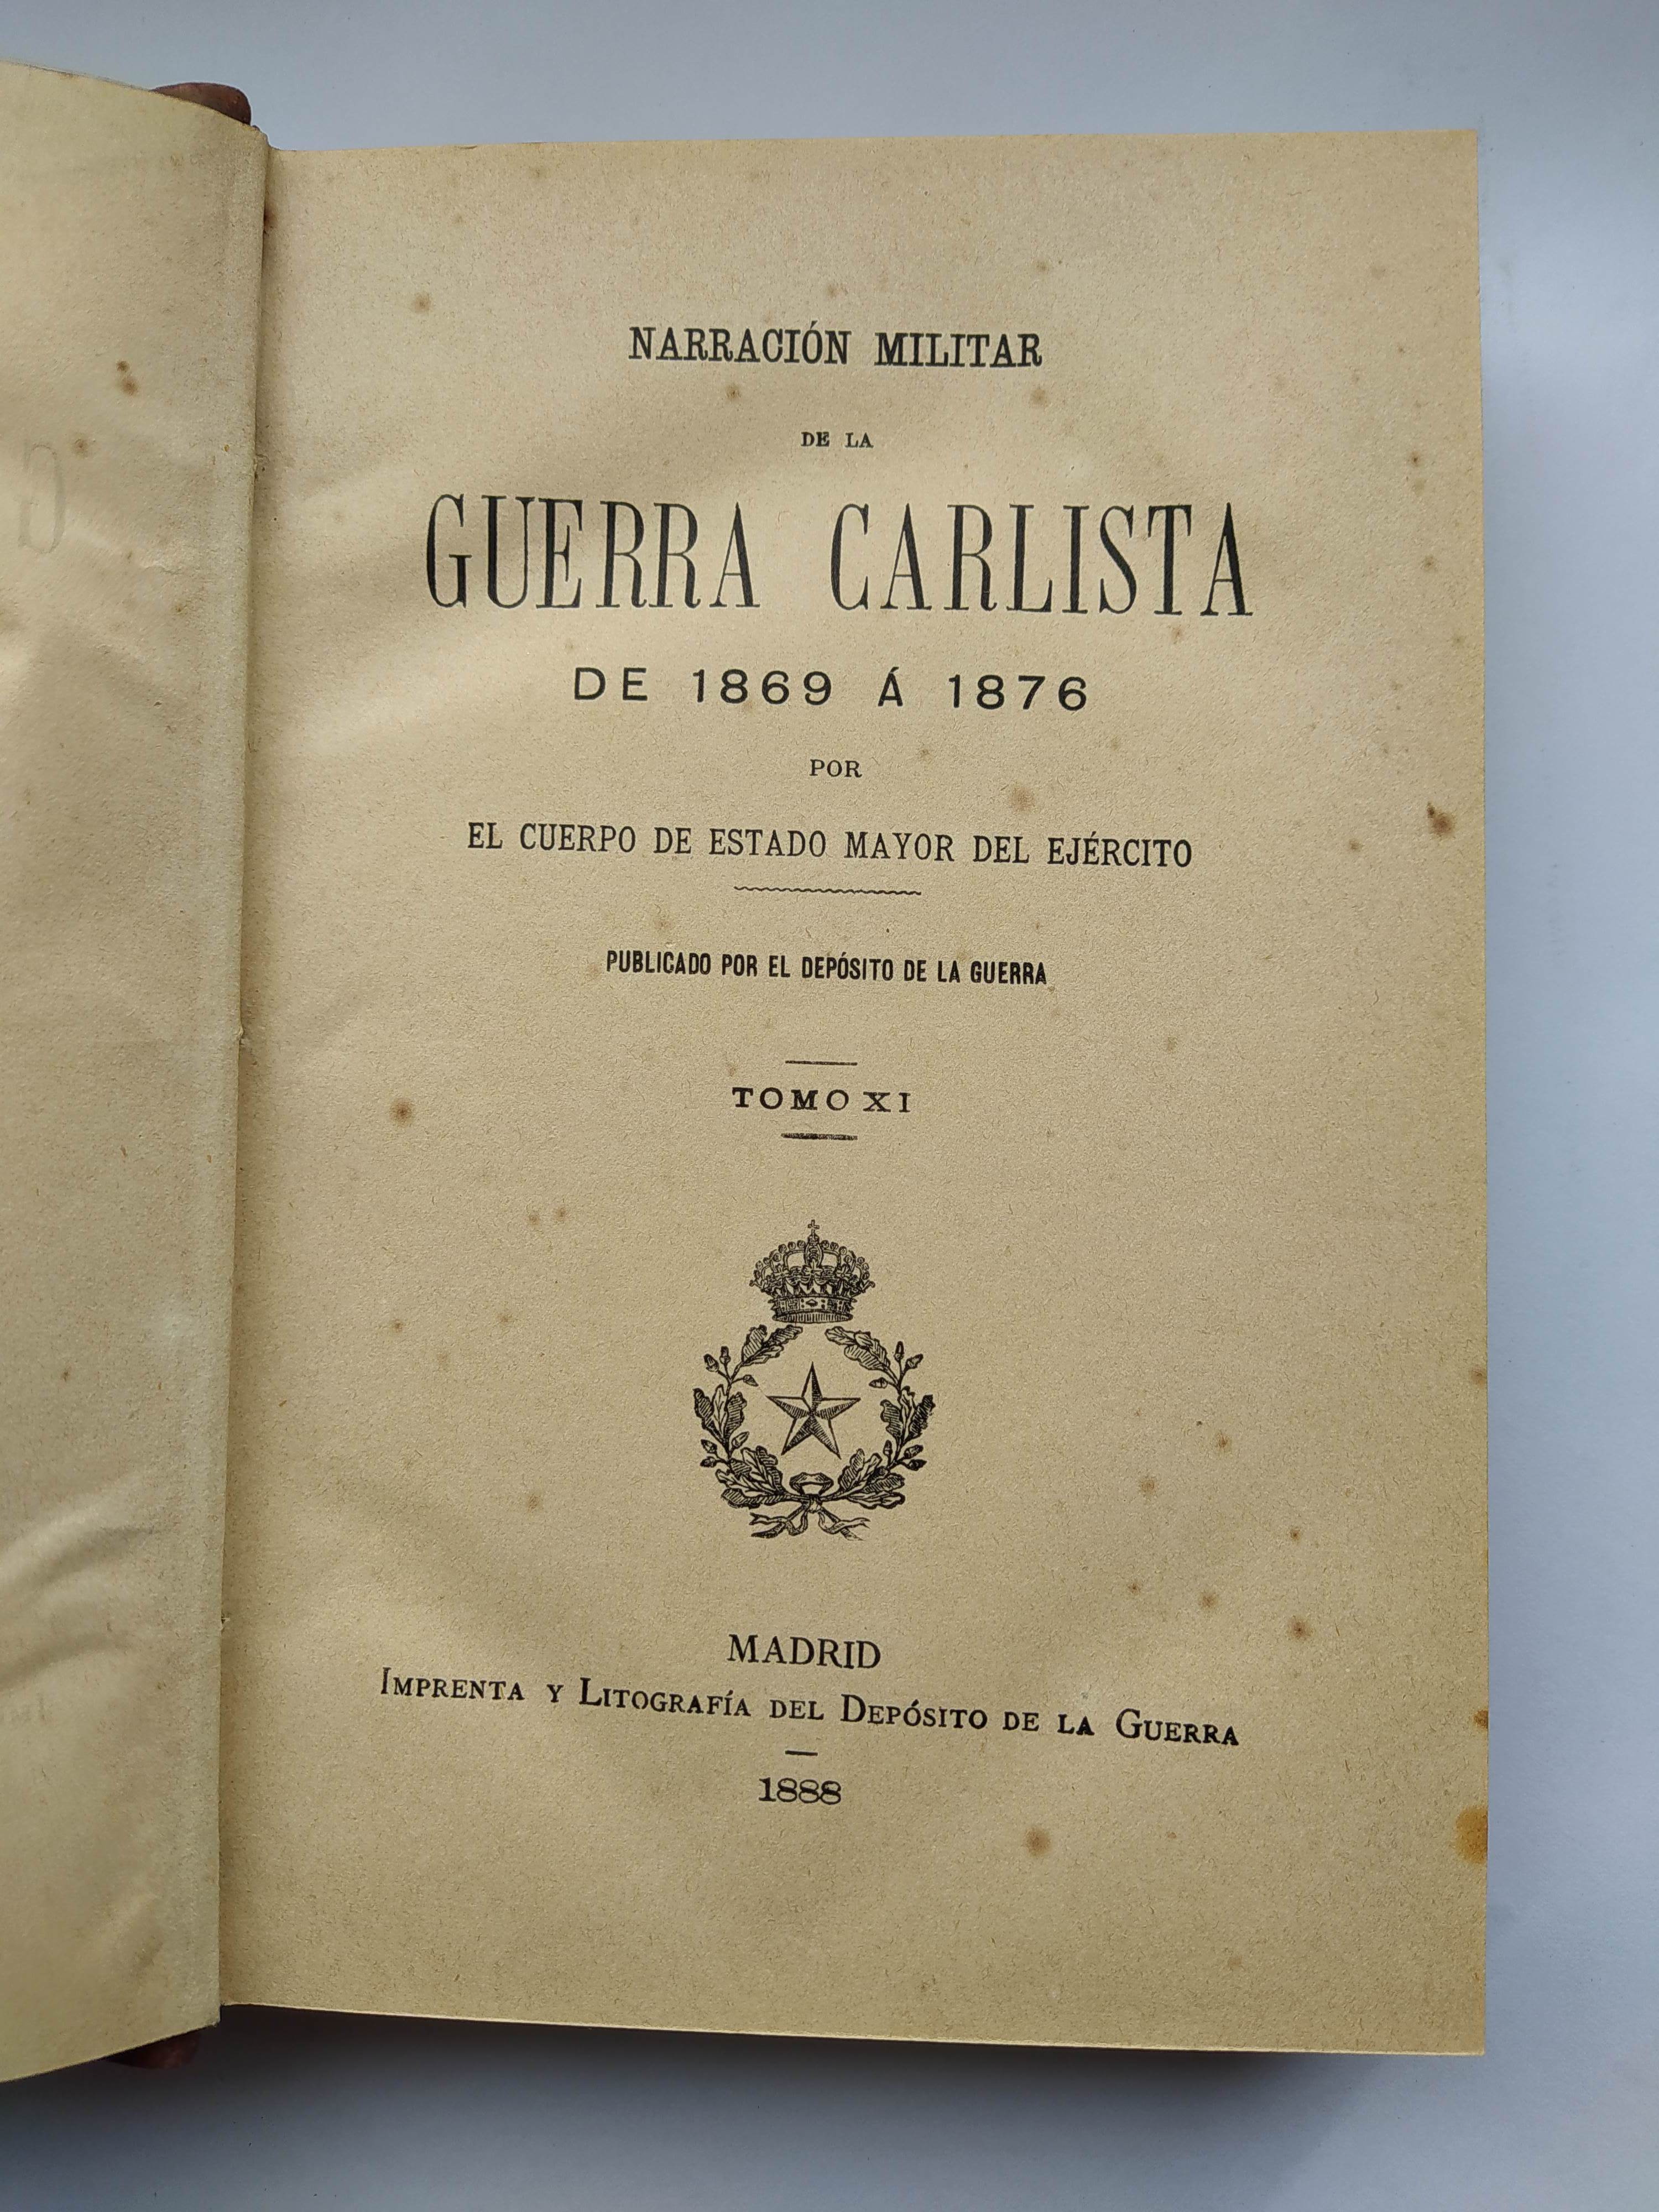 NARRACIÓN MILITAR
DE LA
GUERRA CARLISTA
DE 1869 Á 1876
POR
EL CUERPO DE ESTADO MAYOR DEL EJÉRCITO
PUBLICADO POR EL DEPÓSITO DE LA GUERRA
TOMO XI
MADRID
IMPRENTA Y LITOGRAFÍA DEL DEPÓSITO DE LA GUERRA
1888